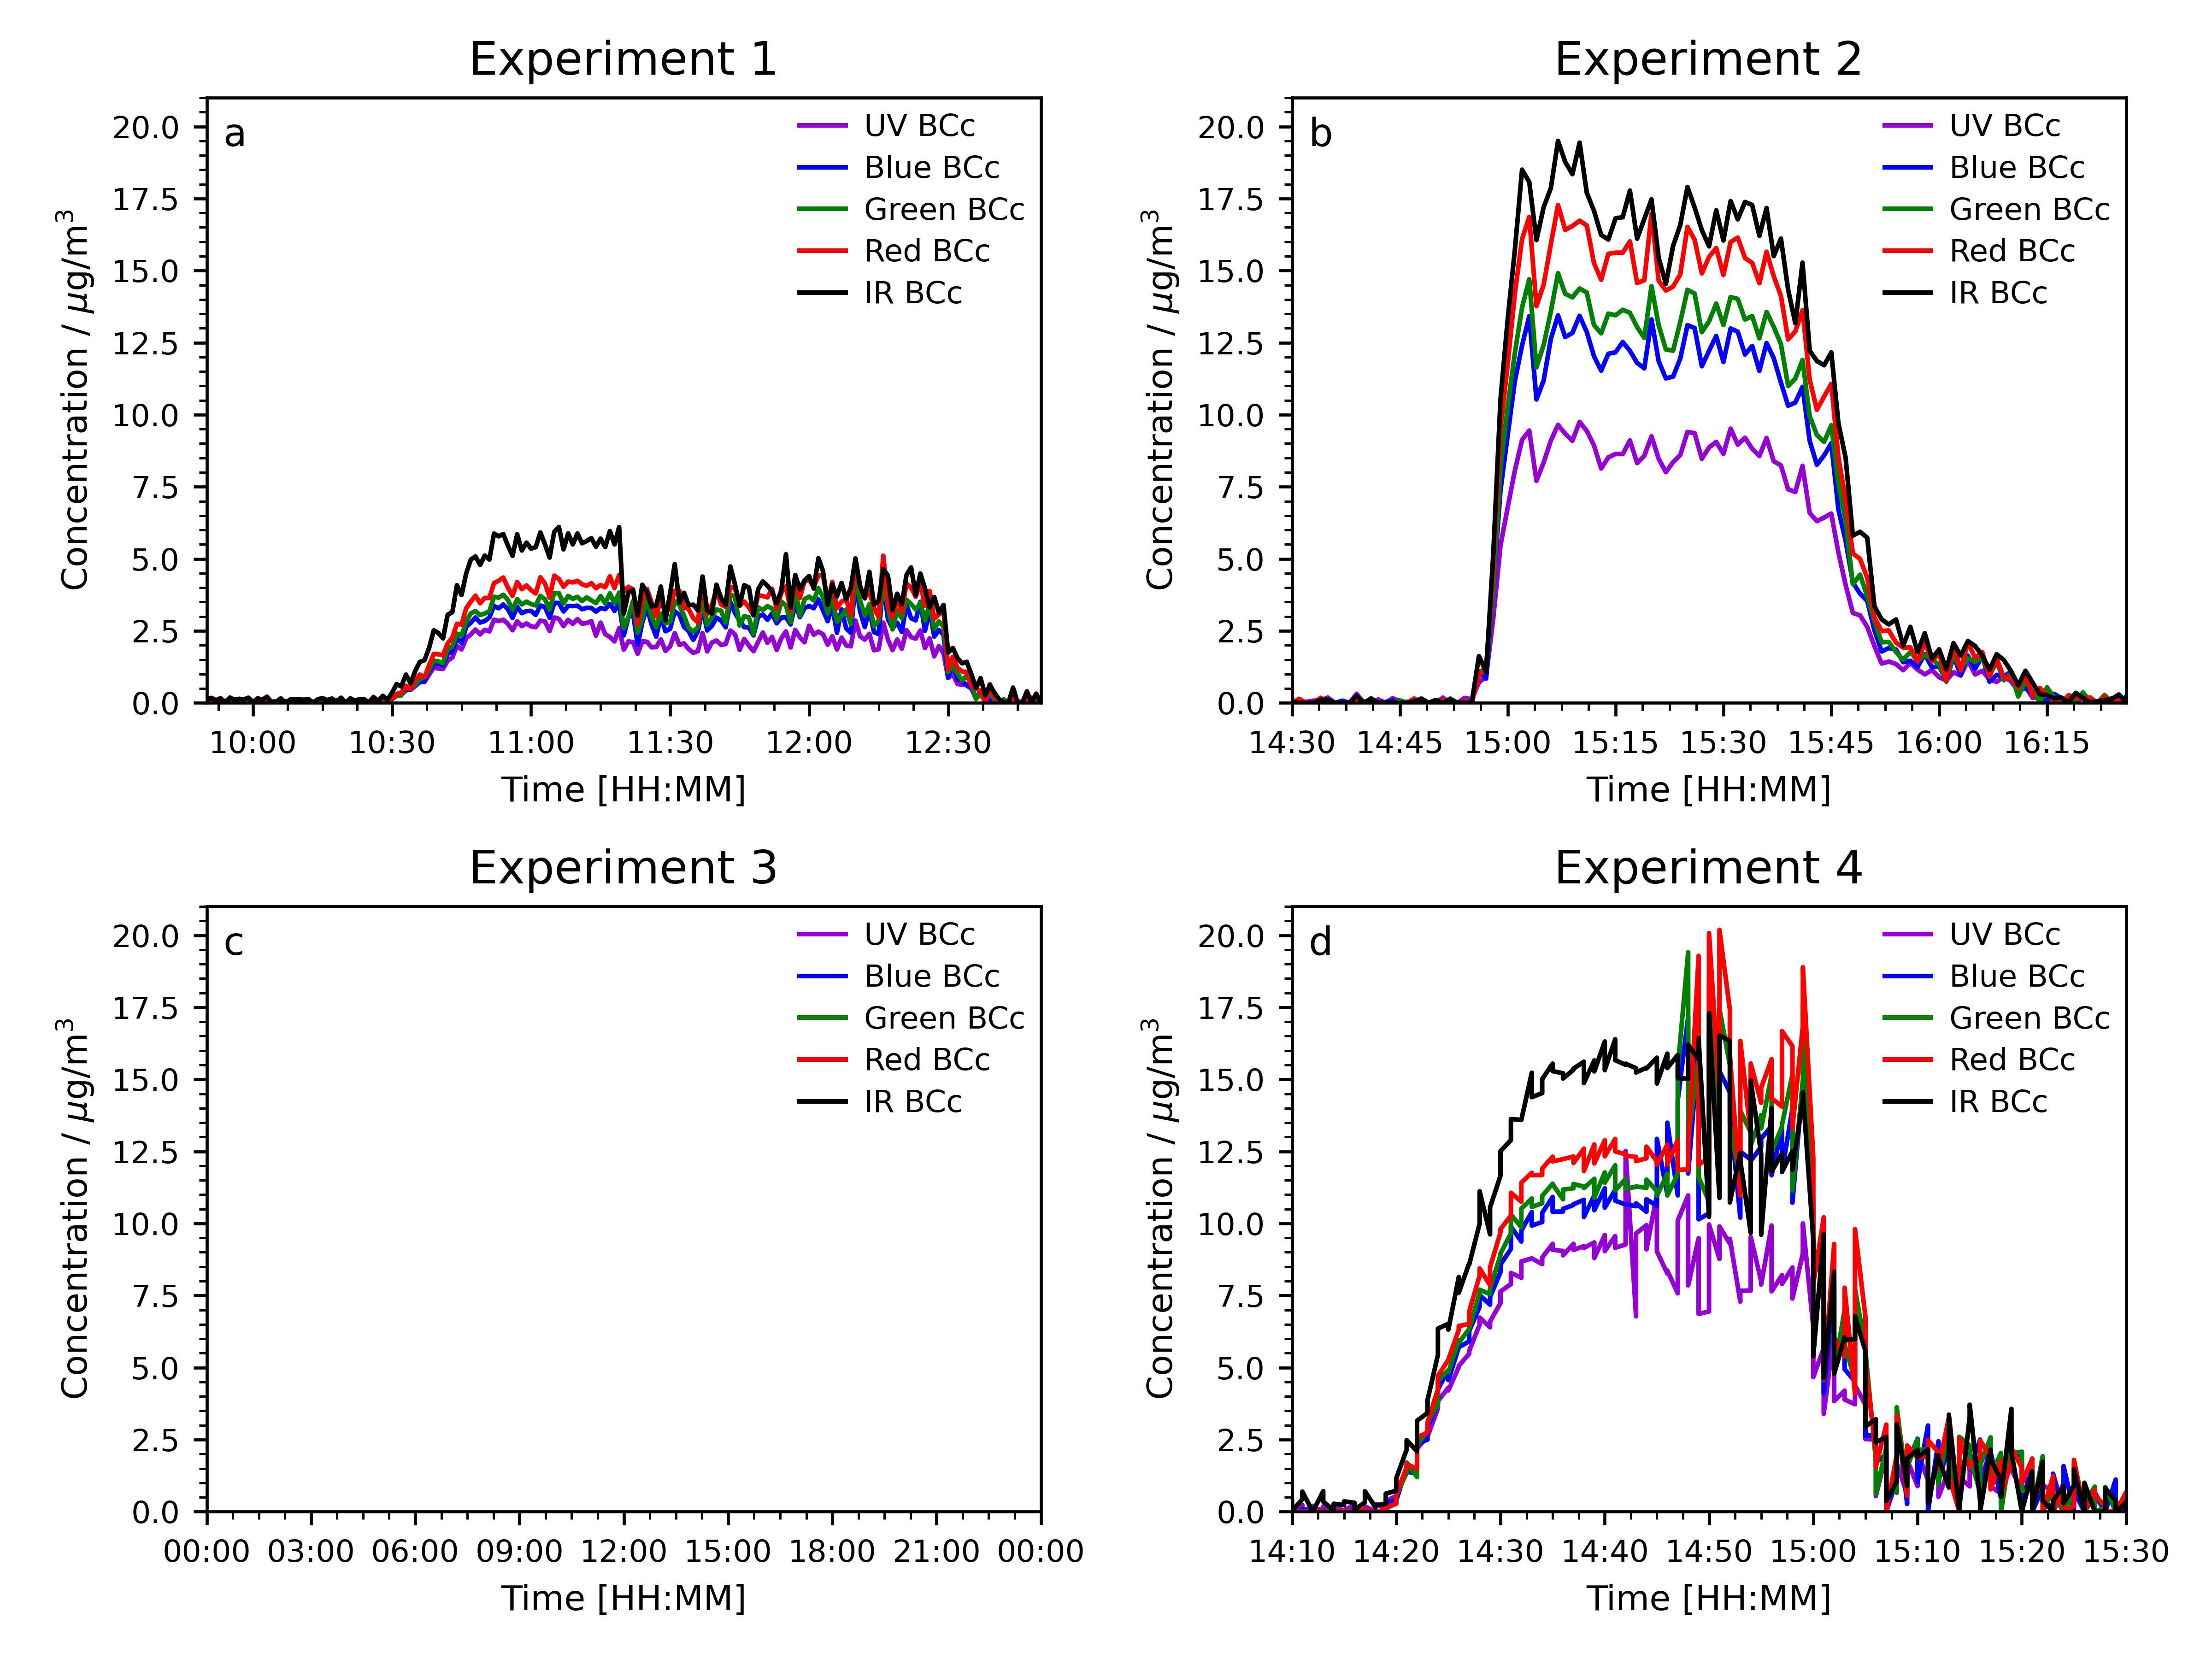 Experiment 1
a
UV BCc
Blue BCc
Green BCc
Red BCc
IR BCc
20.0
17.5
15.0
12.5
10.0
7.5
5.0
2.5
0.0
Concentration / μg/m³
10:00 10:30 11:00 11:30 12:00 12:30
Time [HH:MM]
Experiment 2
b
UV BCc
Blue BCc
Green BCc
Red BCc
IR BCc
20.0
17.5
15.0
12.5
10.0
7.5
5.0
2.5
0.0
Concentration / μg/m³
14:30 14:45 15:00 15:15 15:30 15:45 16:00 16:15
Time [HH:MM]
Experiment 3
c
UV BCc
Blue BCc
Green BCc
Red BCc
IR BCc
20.0
17.5
15.0
12.5
10.0
7.5
5.0
2.5
0.0
Concentration / μg/m³
00:00 03:00 06:00 09:00 12:00 15:00 18:00 21:00 00:00
Time [HH:MM]
Experiment 4
d
UV BCc
Blue BCc
Green BCc
Red BCc
IR BCc
20.0
17.5
15.0
12.5
10.0
7.5
5.0
2.5
0.0
Concentration / μg/m³
14:10 14:20 14:30 14:40 14:50 15:00 15:10 15:20 15:30
Time [HH:MM]